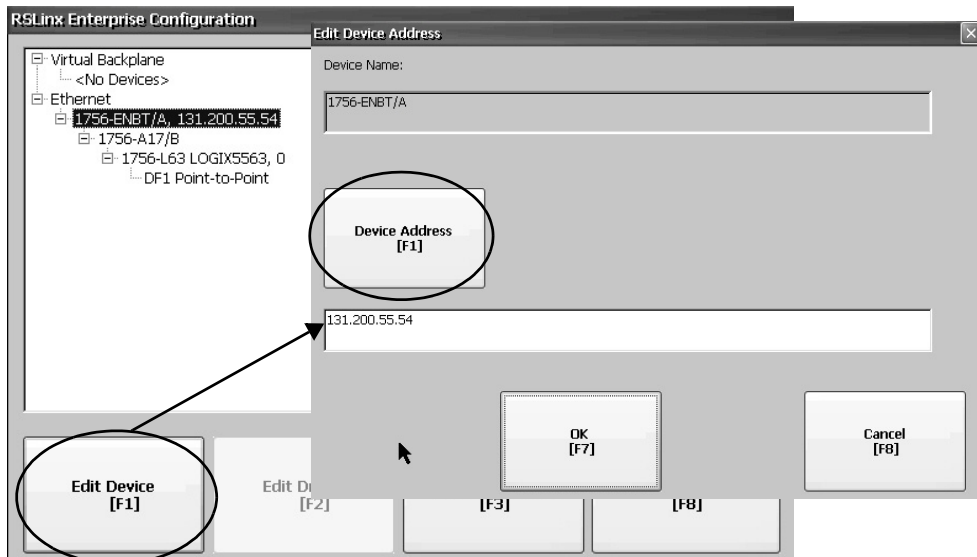 RSLinx Enterprise Configuration
Virtual Backplane
<No Devices>
Ethernet
1756-ENBT/A, 131.200.55.54
1756-A17/B
1756-L63 LOGIX5563, 0
DF1 Point-to-Point
Edit Device
[F1]
Edit
[F2]
[F3]
[F8]
Edit Device Address
Device Name:
1756-ENBT/A
Device Address
[F1]
131.200.55.54
OK
[F7]
Cancel
[F8]